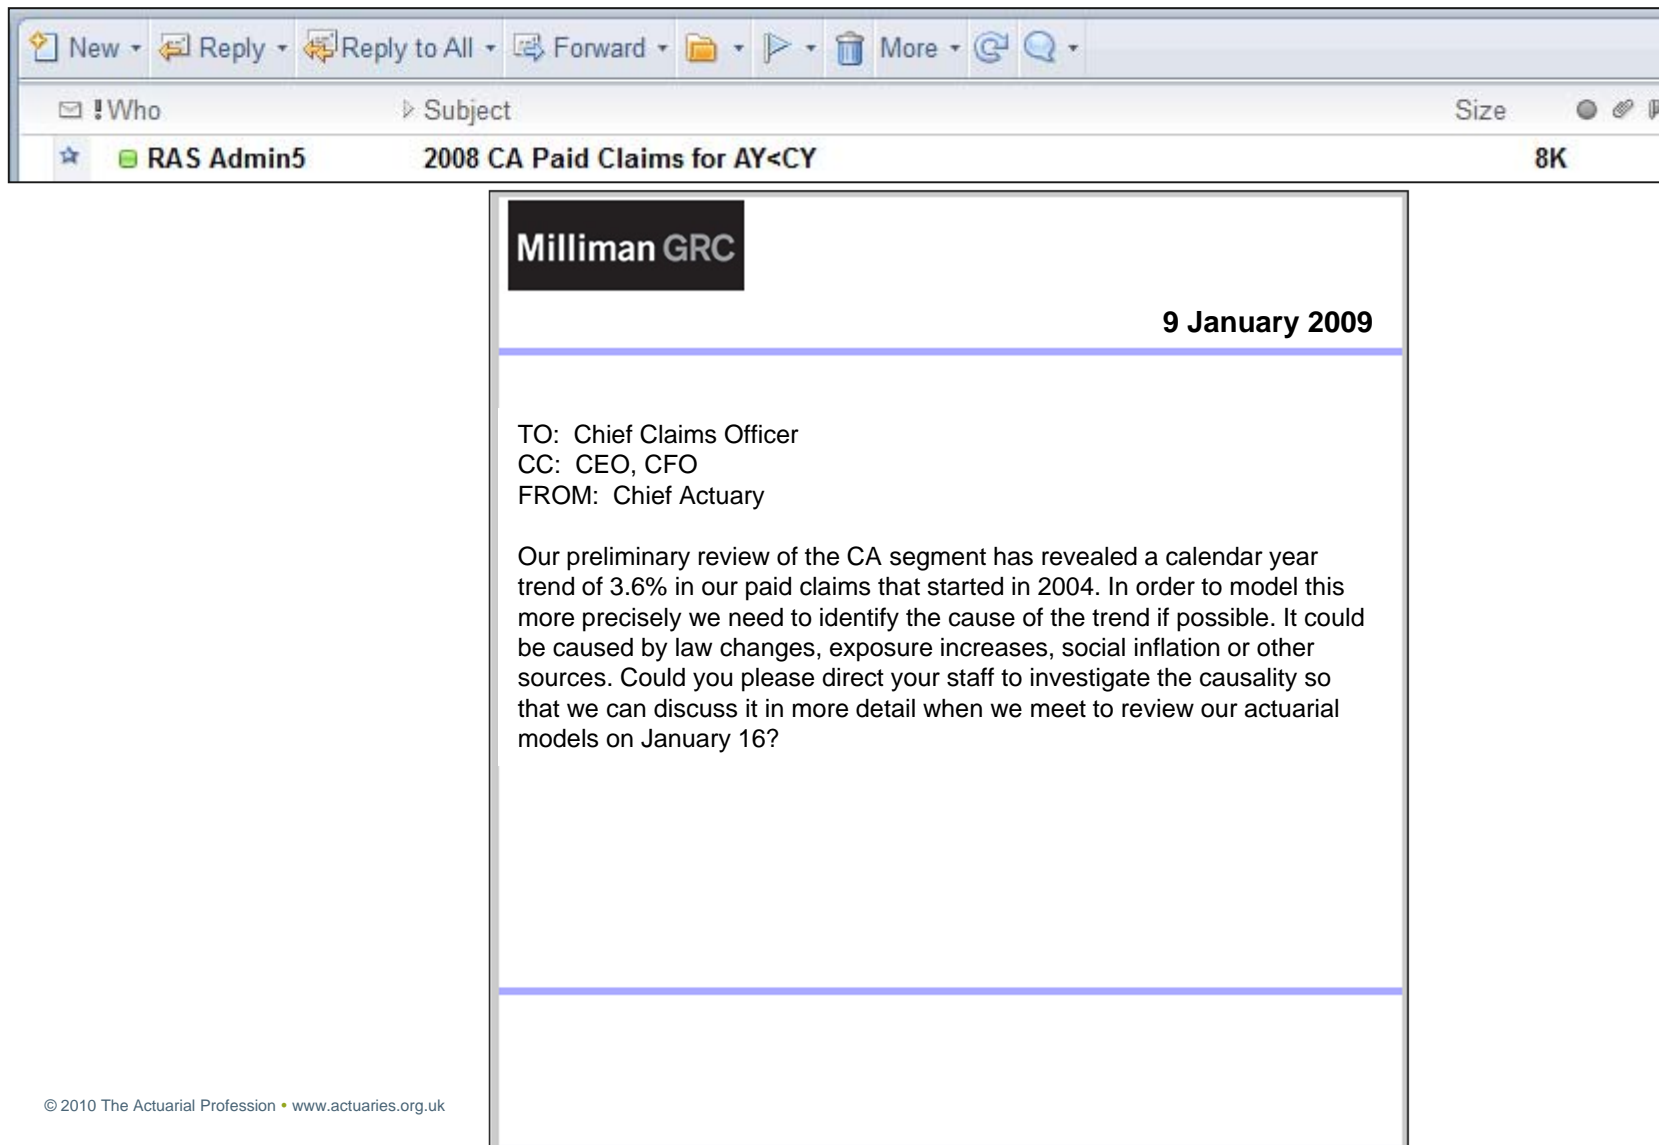 New Reply Reply to All Forward More
! Who Subject Size
RAS Admin5 2008 CA Paid Claims for AY<CY 8K
Milliman GRC
9 January 2009
TO: Chief Claims Officer
CC: CEO, CFO
FROM: Chief Actuary
Our preliminary review of the CA segment has revealed a calendar year
trend of 3.6% in our paid claims that started in 2004. In order to model this
more precisely we need to identify the cause of the trend if possible. It could
be caused by law changes, exposure increases, social inflation or other
sources. Could you please direct your staff to investigate the causality so
that we can discuss it in more detail when we meet to review our actuarial
models on January 16?
© 2010 The Actuarial Profession • www.actuaries.org.uk